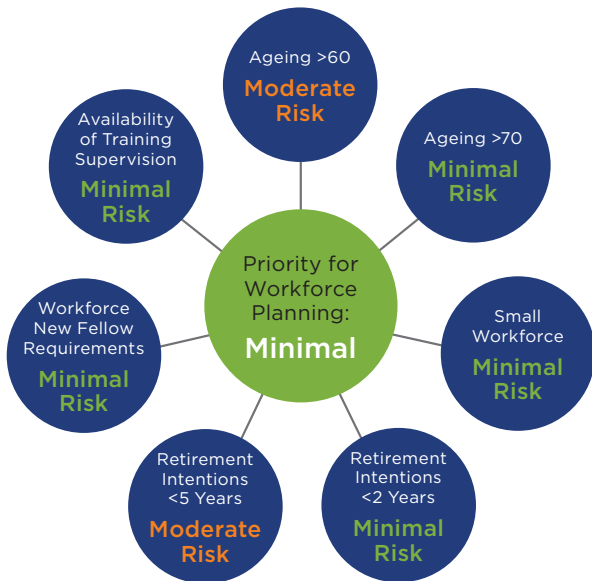 Ageing >60
Moderate
Risk
Ageing >70
Minimal
Risk
Small
Workforce
Minimal
Risk
Retirement
Intentions
<2 Years
Minimal
Risk
Retirement
Intentions
<5 Years
Moderate
Risk
Workforce
New Fellow
Requirements
Minimal
Risk
Availability
of Training
Supervision
Minimal
Risk
Priority for
Workforce
Planning:
Minimal